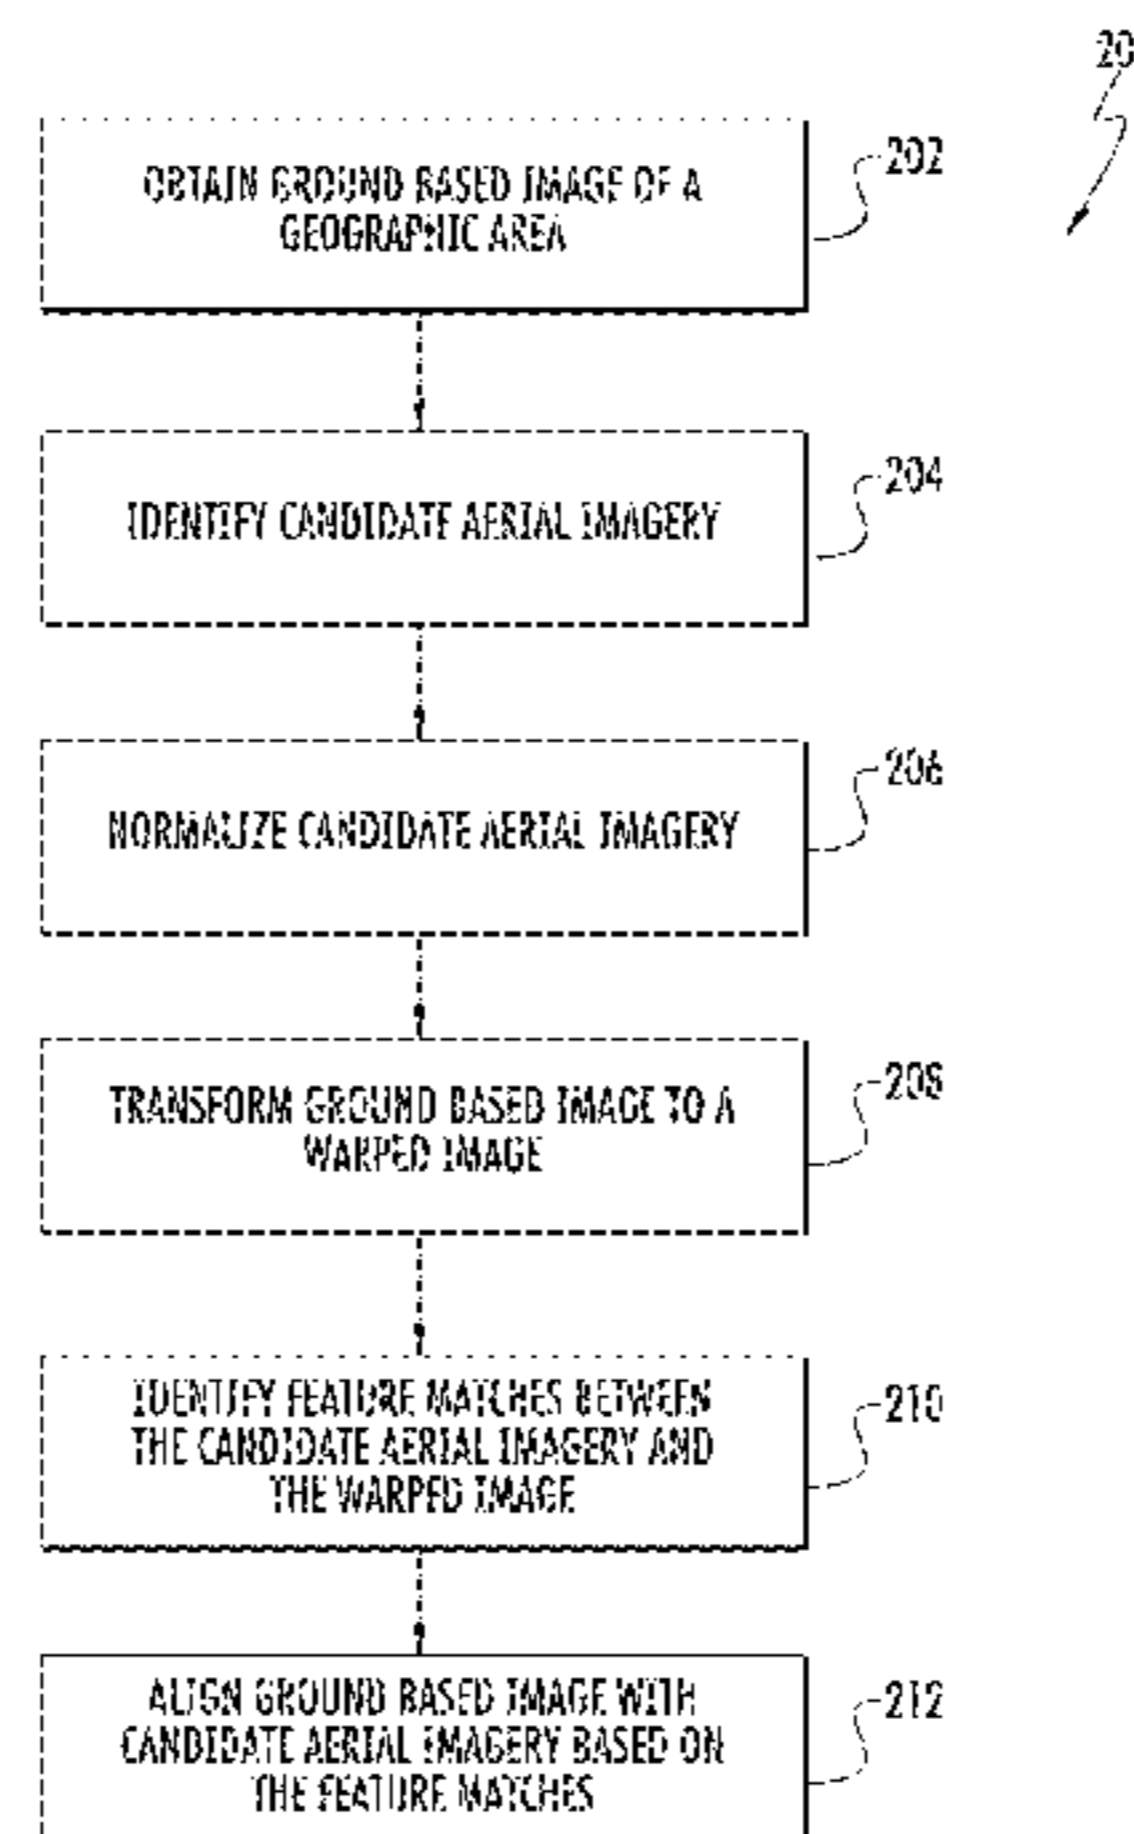 20
OBTAIN GROUND BASED IMAGE OF A
GEOGRAPHIC AREA
202
IDENTIFY CANDIDATE AERIAL IMAGERY
204
NORMALIZE CANDIDATE AERIAL IMAGERY
206
TRANSFORM GROUND BASED IMAGE TO A
WARPED IMAGE
208
IDENTIFY FEATURE MATCHES BETWEEN
THE CANDIDATE AERIAL IMAGERY AND
THE WARPED IMAGE
210
ALIGN GROUND BASED IMAGE WITH
CANDIDATE AERIAL IMAGERY BASED ON
THE FEATURE MATCHES
212